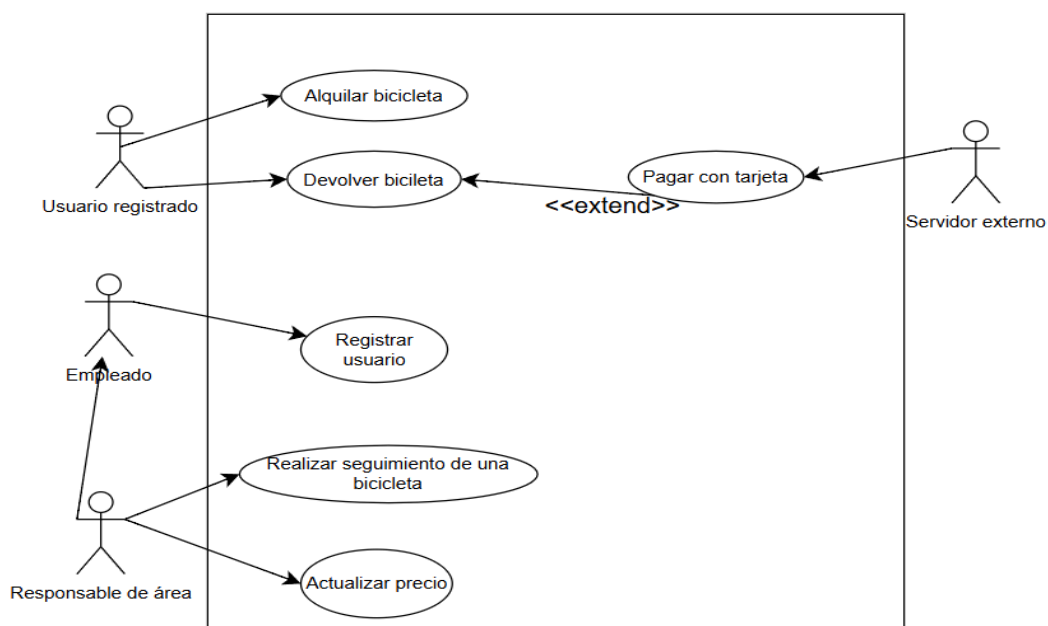 Alquilar bicicleta
Usuario registrado
Devolver bicileta
<<extend>>
Pagar con tarjeta
Servidor externo
Empleado
Registrar
usuario
Realizar seguimiento de una
bicicleta
Responsable de área
Actualizar precio